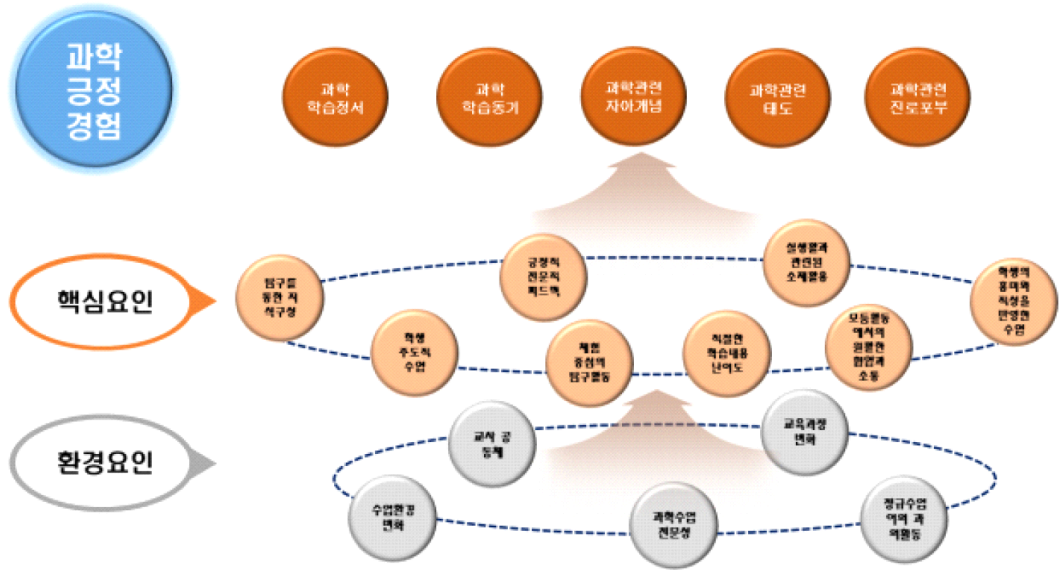 과학
긍정
경험
과학
학습정서
과학
학습동기
과학관련
자아개념
과학관련
태도
과학관련
진로포부
핵심요인
탐구를
통한 지
식구성
긍정적
전문적
피드백
실생활과
관련된
소재활용
학생의
흥미와
적성을
반영한
수업
학생
주도적
수업
체험
중심의
탐구활동
적절한
학습내용
난이도
모둠활동
에서의
원활한
협업과
소통
환경요인
교사 공
동체
교육과정
변화
수업환경
변화
과학수업
전문성
정규수업
이외 과
외활동